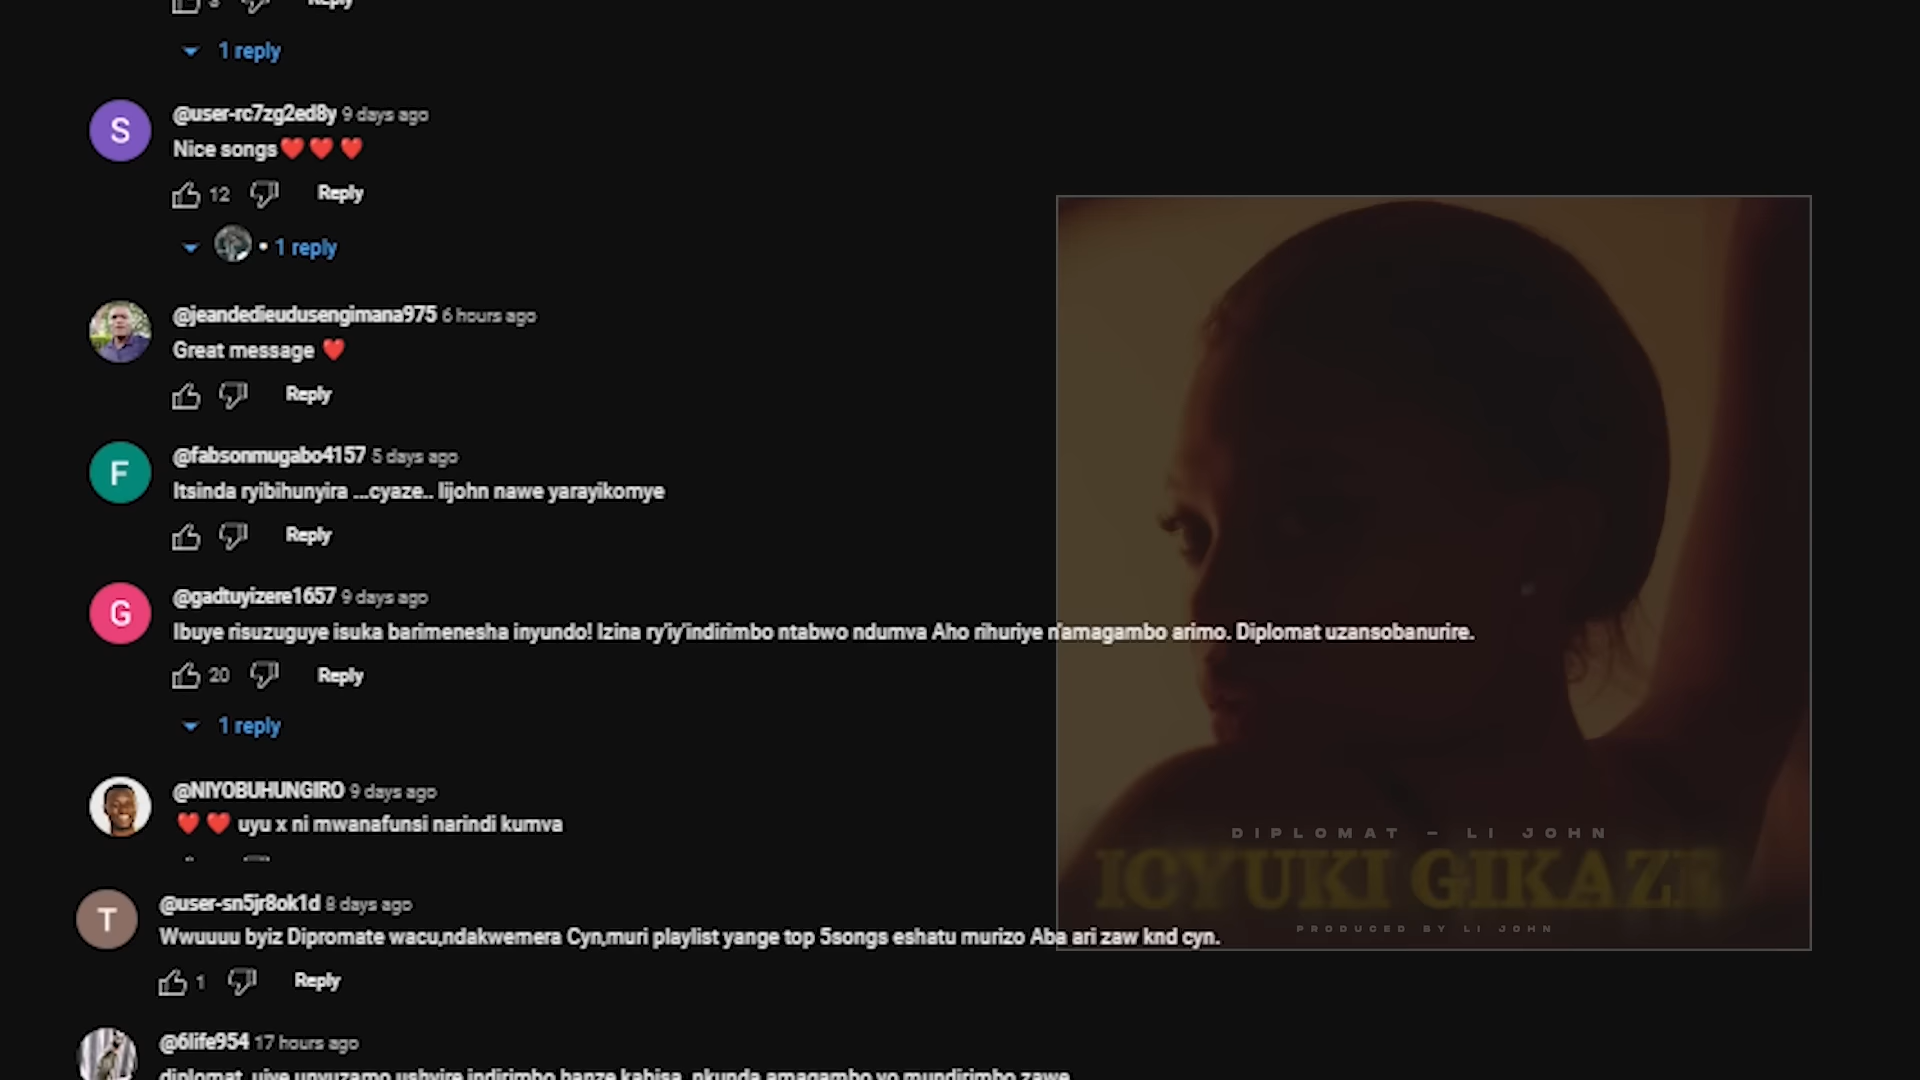 3 Reply
1 reply
S
@user-rc7zg2ed8y 9 days ago
Nice songs❤️❤️❤️
12 Reply
• 1 reply
@jeandedieudusengimana975 6 hours ago
Great message ❤️
Reply
F
@fabsonmugabo4157 5 days ago
Itsinda ryibihunyira ...cyaze.. lijohn nawe yarayikomye
Reply
G
@gadtuyizere1657 9 days ago
Ibuye risuzuguye isuka barimenesha inyundo! Izina ry'iy'indirimbo ntabwo ndumva Aho rihuriye n'amagambo arimo. Diplomat uzansobanurire.
20 Reply
1 reply
@NIYOBUHUNGIRO 9 days ago
❤️❤️ uyu x ni mwanafunsi narindi kumva
T
@user-sn5jr8ok1d 8 days ago
Wwuuuu byiz Dipromate wacu,ndakwemera Cyn,muri playlist yange top 5songs eshatu murizo Aba ari zaw knd cyn.
1 Reply
@6life954 17 hours ago
diplomat ushyire indirimbo hanze kabisa nkunda amagambo yo mundirimbo zawe
DIPLOMAT - LI JOHN
ICYUKI GIKAZE
PRODUCED BY LI JOHN